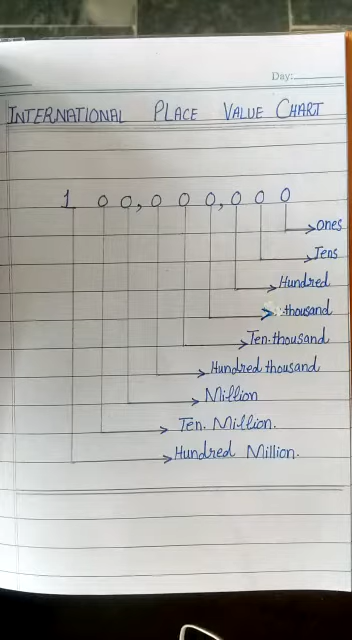 Day:
INTERNATIONAL PLACE VALUE CHART
1 0 0, 0 0 0, 0 0 0
Ones
Tens
Hundred
thousand
Ten thousand
Hundred thousand
Million
Ten. Million.
Hundred Million.